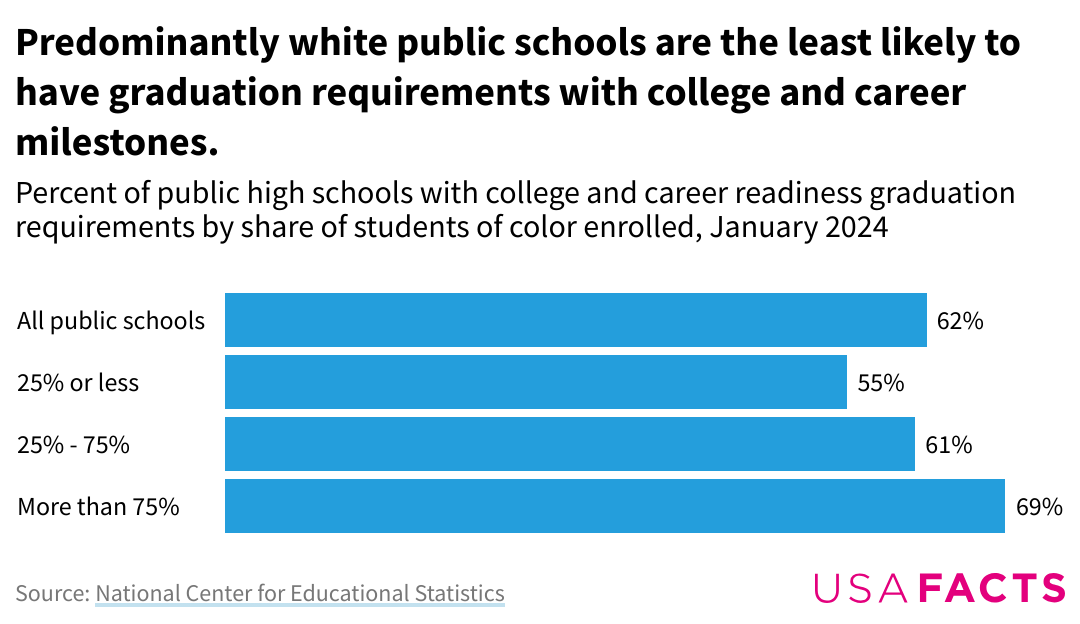 Predominantly white public schools are the least likely to
have graduation requirements with college and career
milestones.
Percent of public high schools with college and career readiness graduation
requirements by share of students of color enrolled, January 2024
All public schools 62%
25% or less 55%
25% - 75% 61%
More than 75% 69%
Source: National Center for Educational Statistics
USAFACTS